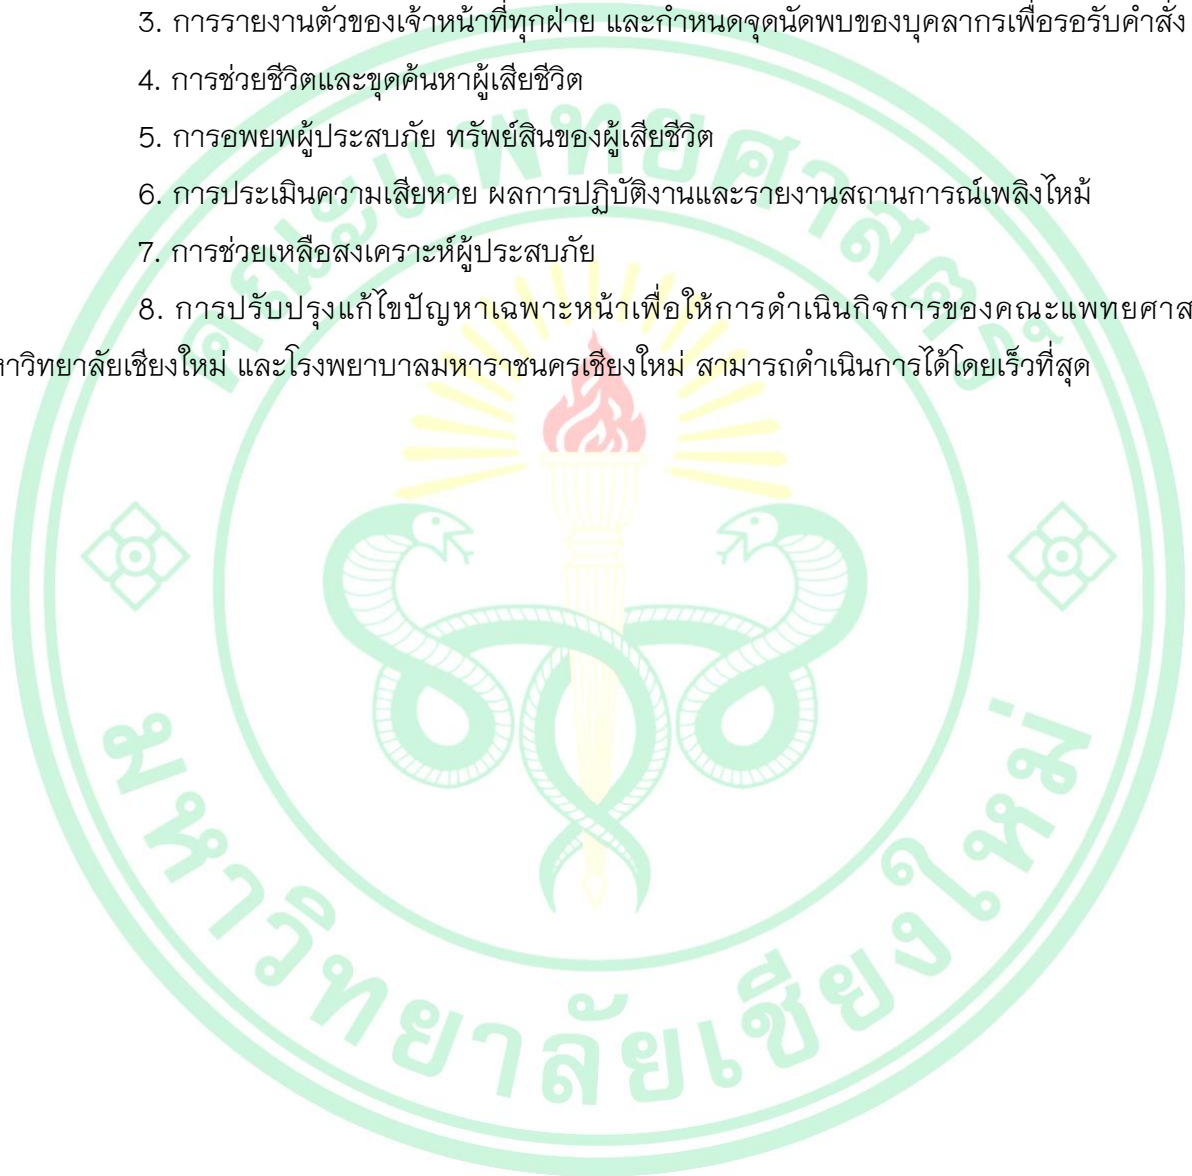 3. การรายงานตัวของเจ้าหน้าที่ทุกฝ่าย และกำหนดจุดนัดพบของบุคลากรเพื่อรอรับคำสั่ง
4. การช่วยชีวิตและขุดค้นหาผู้เสียชีวิต
5. การอพยพผู้ประสบภัย ทรัพย์สินของผู้เสียชีวิต
6. การประเมินความเสียหาย ผลการปฏิบัติงานและรายงานสถานการณ์เพลิงไหม้
7. การช่วยเหลือสงเคราะห์ผู้ประสบภัย
8. การปรับปรุงแก้ไขปัญหาเฉพาะหน้าเพื่อให้การดำเนินกิจการของคณะแพทยศาส
หาวิทยาลัยเชียงใหม่ และโรงพยาบาลมหาราชนครเชียงใหม่ สามารถดำเนินการได้โดยเร็วที่สุด
คณะแพทยศาสตร์
มหาวิทยาลัยเชียงใหม่